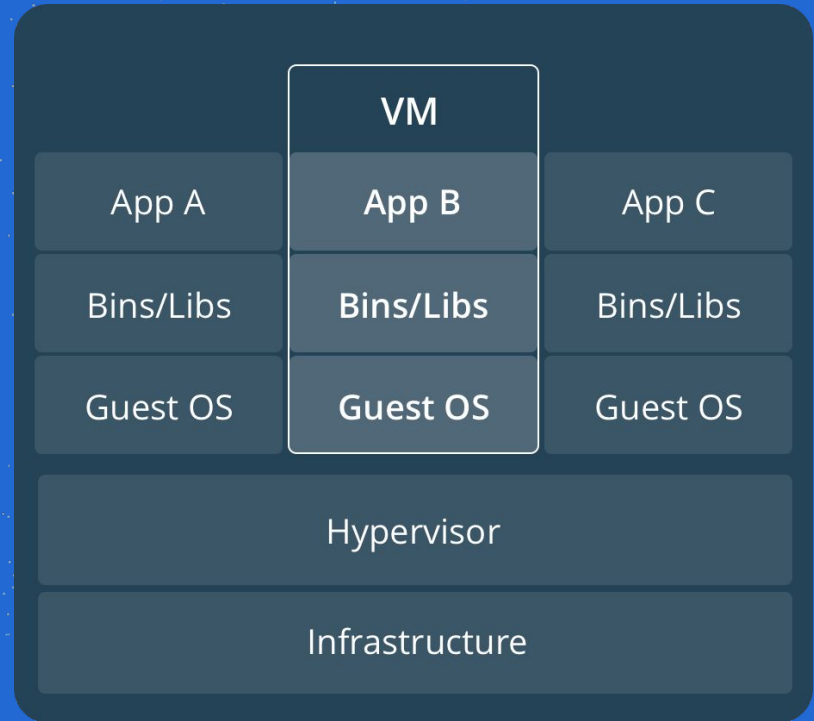 VM
App A
App B
App C
Bins/Libs
Bins/Libs
Bins/Libs
Guest OS
Guest OS
Guest OS
Hypervisor
Infrastructure